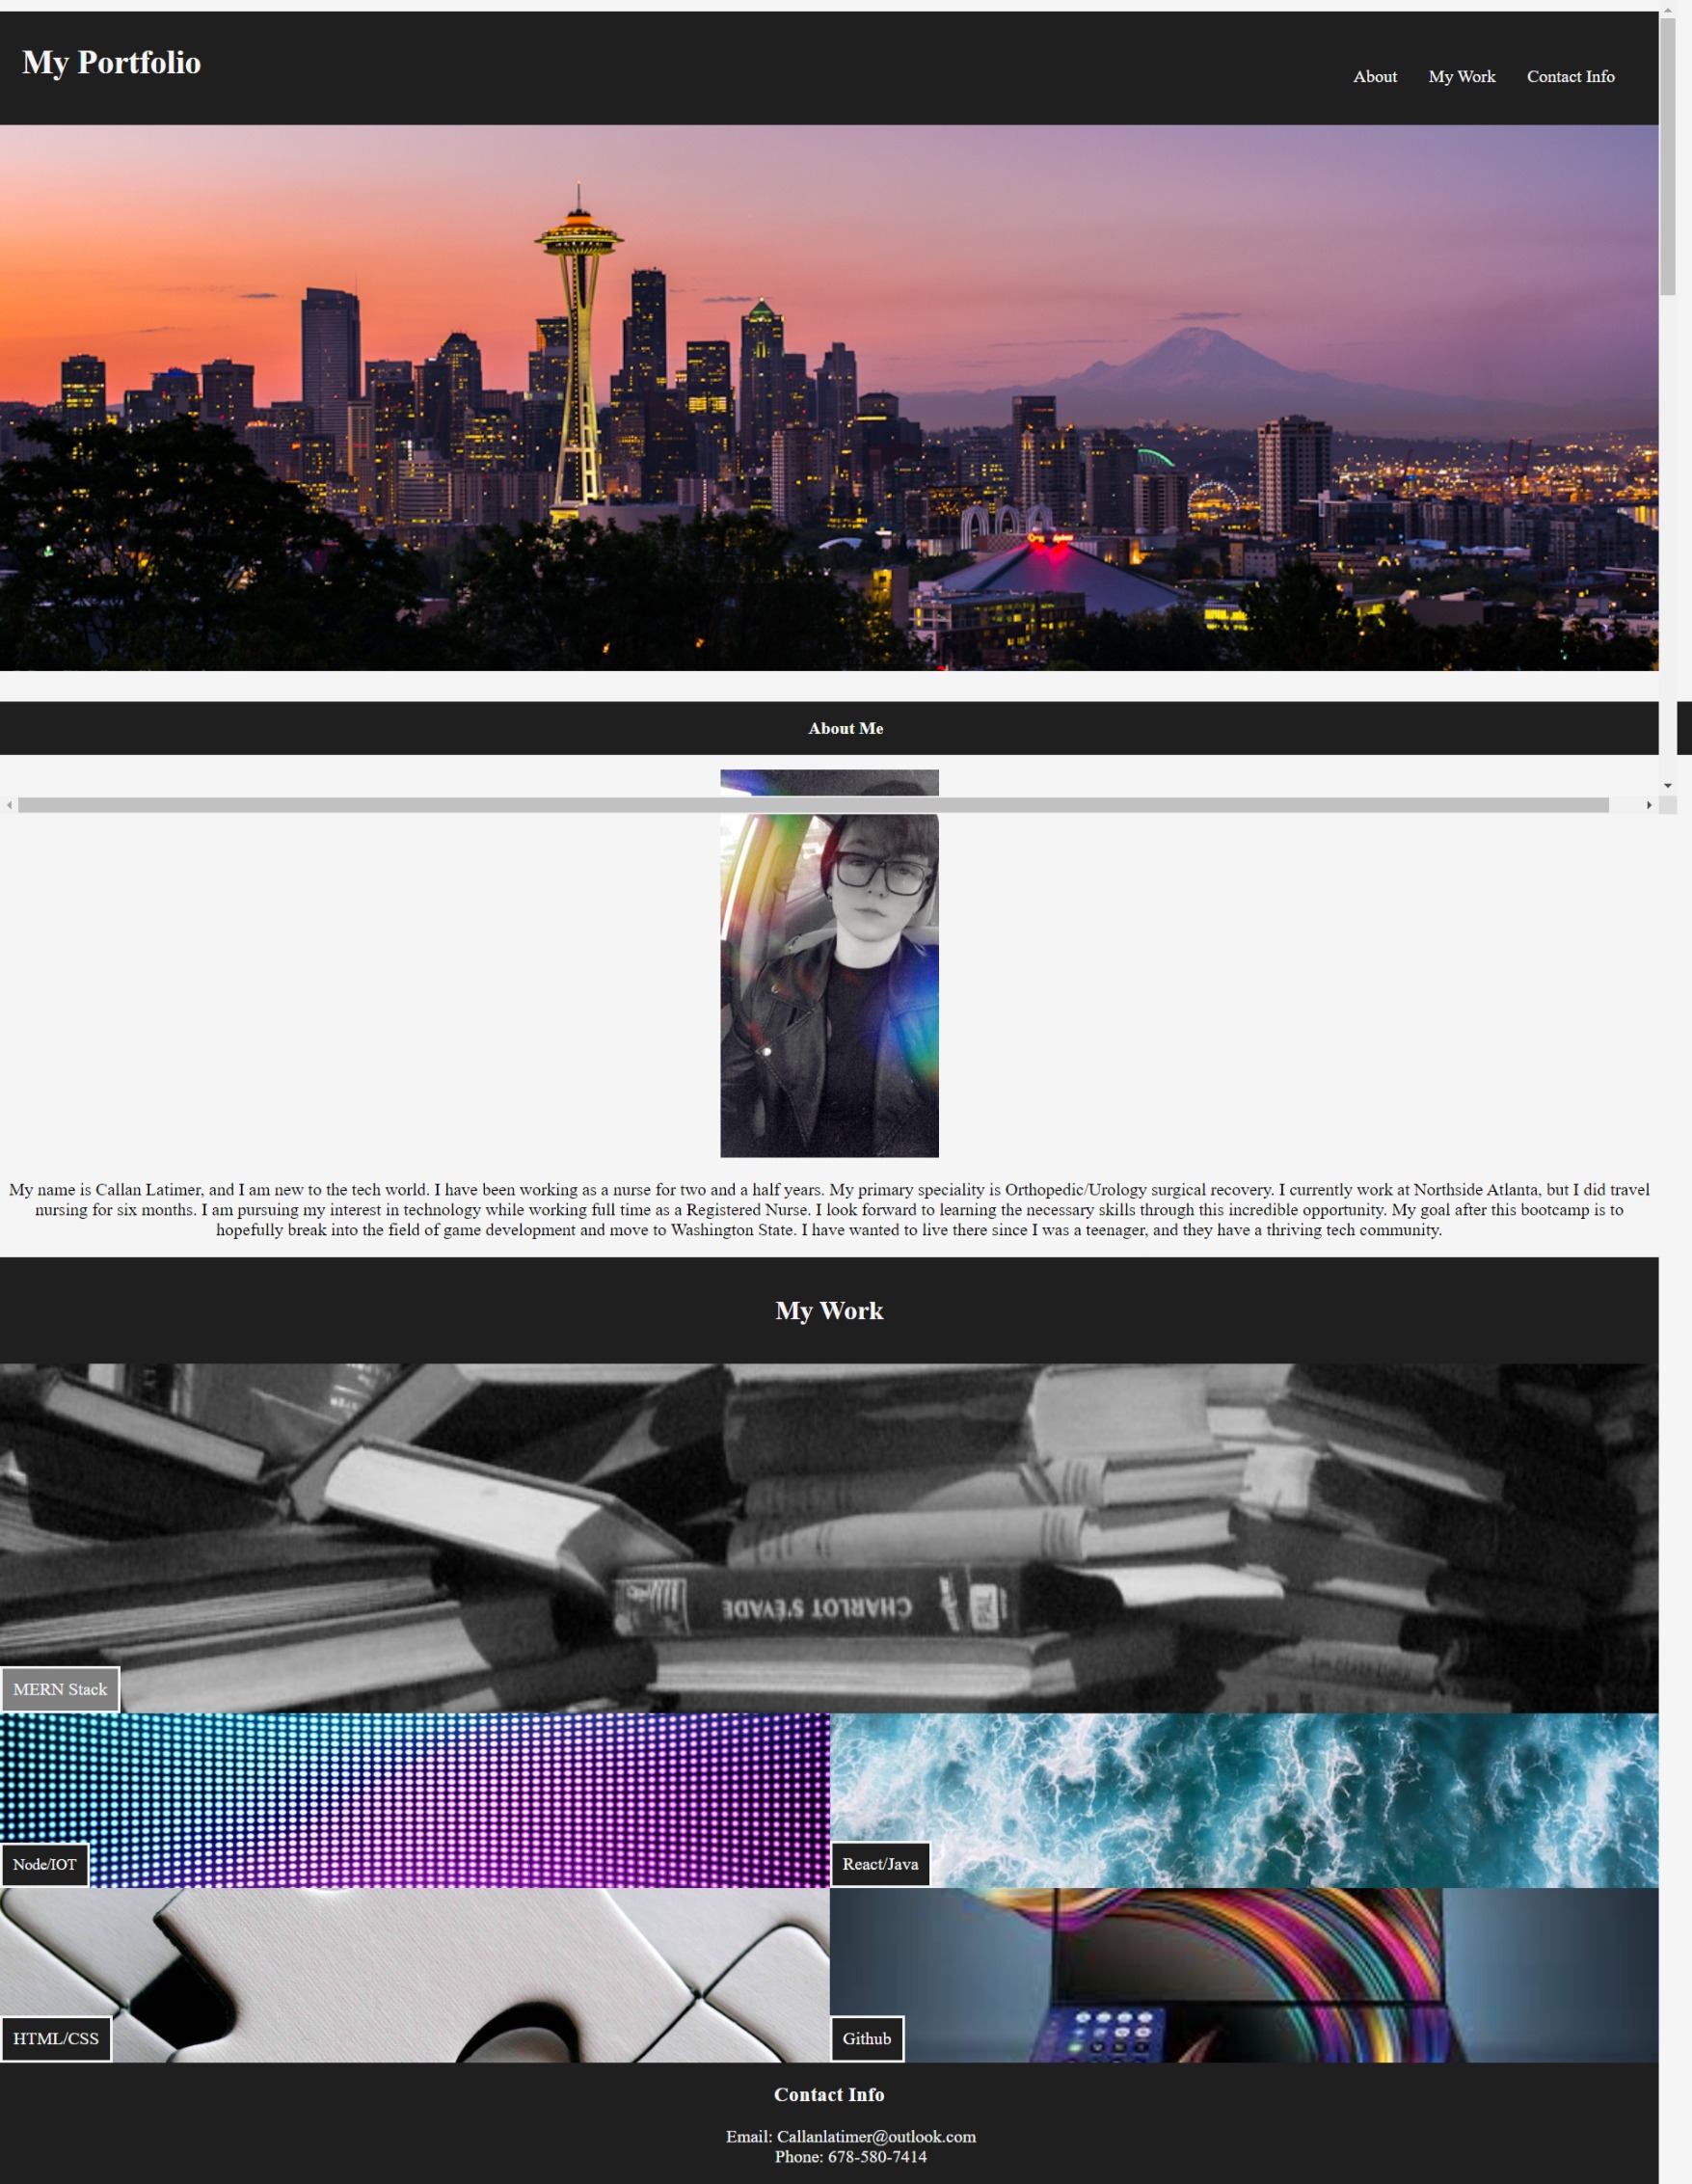 My Portfolio
About
My Work
Contact Info
About Me
My name is Callan Latimer, and I am new to the tech world. I have been working as a nurse for two and a half years. My primary speciality is Orthopedic/Urology surgical recovery. I currently work at Northside Atlanta, but I did travel
nursing for six months. I am pursuing my interest in technology while working full time as a Registered Nurse. I look forward to learning the necessary skills through this incredible opportunity. My goal after this bootcamp is to
hopefully break into the field of game development and move to Washington State. I have wanted to live there since I was a teenager, and they have a thriving tech community.
My Work
CHARLOT S'ÉVADE
MERN Stack
Node/IOT
React/Java
HTML/CSS
Github
Contact Info
Email: Callanlatimer@outlook.com
Phone: 678-580-7414